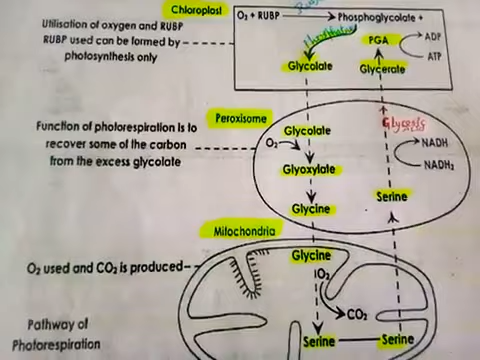 Chloroplast
Utilisation of oxygen and RUBP
RUBP used can be formed by
photosynthesis only
O₂ + RUBP
Phosphoglycolate +
PGA
ADP
ATP
Glycolate
Glycerate
Peroxisome
Function of photorespiration is to
recover some of the carbon
from the excess glycolate
Glycolate
O₂
Glyoxylate
Glycine
NADH
NADH₂
Serine
Mitochondria
Glycine
O₂ used and CO₂ is produced
CO₂
Serine
Serine
Pathway of
Photorespiration